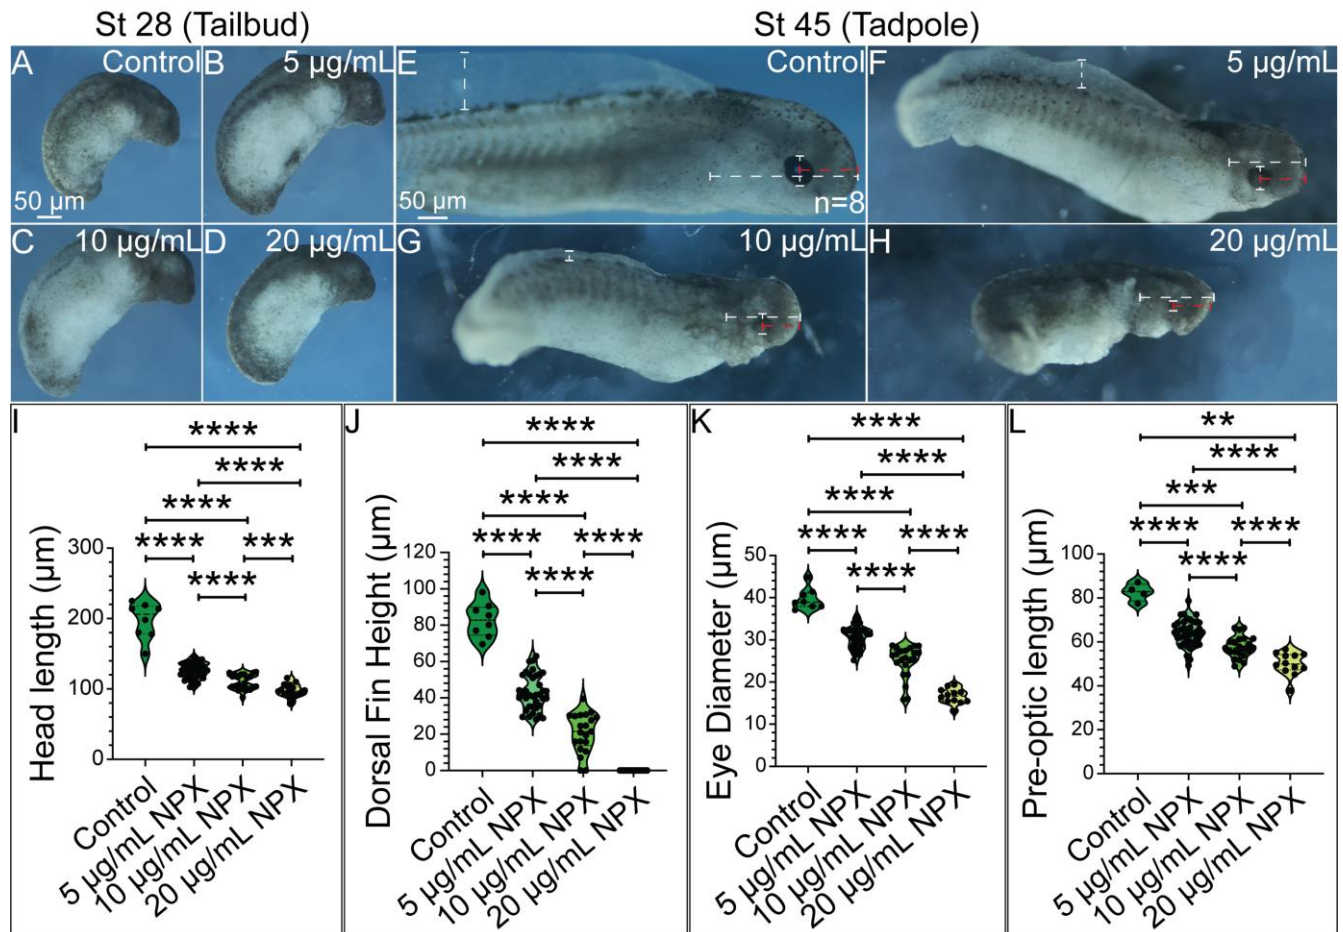 St 28 (Tailbud)
St 45 (Tadpole)
A
Control
B
5 µg/mL
E
Control
F
5 µg/mL
50 µm
50 µm
n=8
C
10 µg/mL
D
20 µg/mL
G
10 µg/mL
H
20 µg/mL
I
****
****
****
**** ***
****
Head length (µm)
300
200
100
0
Control
5 µg/mL NPX
10 µg/mL NPX
20 µg/mL NPX
J
****
****
****
**** ****
****
Dorsal Fin Height (µm)
120
100
80
60
40
20
0
Control
5 µg/mL NPX
10 µg/mL NPX
20 µg/mL NPX
K
****
****
****
**** ****
****
Eye Diameter (µm)
50
40
30
20
10
0
Control
5 µg/mL NPX
10 µg/mL NPX
20 µg/mL NPX
L
**
****
***
**** ****
****
Pre-optic length (µm)
100
80
60
40
20
0
Control
5 µg/mL NPX
10 µg/mL NPX
20 µg/mL NPX